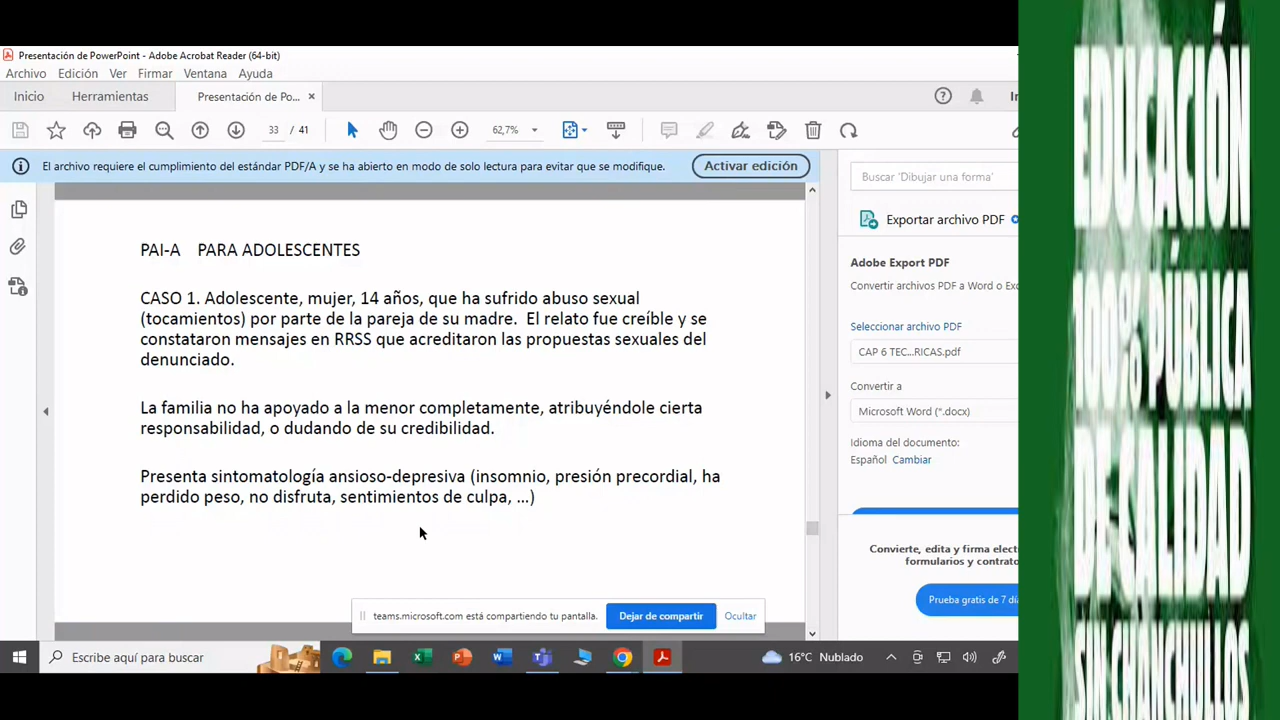 Presentación de PowerPoint - Adobe Acrobat Reader (64-bit)
Archivo Edición Ver Firmar Ventana Ayuda
Inicio Herramientas Presentación de Po... ×
33 / 41 62,7%
El archivo requiere el cumplimiento del estándar PDF/A y se ha abierto en modo de solo lectura para evitar que se modifique. Activar edición
PAI-A PARA ADOLESCENTES
CASO 1. Adolescente, mujer, 14 años, que ha sufrido abuso sexual
(tocamientos) por parte de la pareja de su madre. El relato fue creíble y se
constataron mensajes en RRSS que acreditaron las propuestas sexuales del
denunciado.
La familia no ha apoyado a la menor completamente, atribuyéndole cierta
responsabilidad, o dudando de su credibilidad.
Presenta sintomatología ansioso-depresiva (insomnio, presión precordial, ha
perdido peso, no disfruta, sentimientos de culpa, ...)
Buscar 'Dibujar una forma'
Exportar archivo PDF
Adobe Export PDF
Convertir archivos PDF a Word o Exc
Seleccionar archivo PDF
CAP 6 TEC...RICAS.pdf
Convertir a
Microsoft Word (*.docx)
Idioma del documento:
Español Cambiar
Convierte, edita y firma elect
formularios y contrato
Prueba gratis de 7 día
teams.microsoft.com está compartiendo tu pantalla. Dejar de compartir Ocultar
Escribe aquí para buscar
16°C Nublado
EDUCACIÓN
100% PÚBLICA
DE CALIDAD
SIN CHANCHULLOS